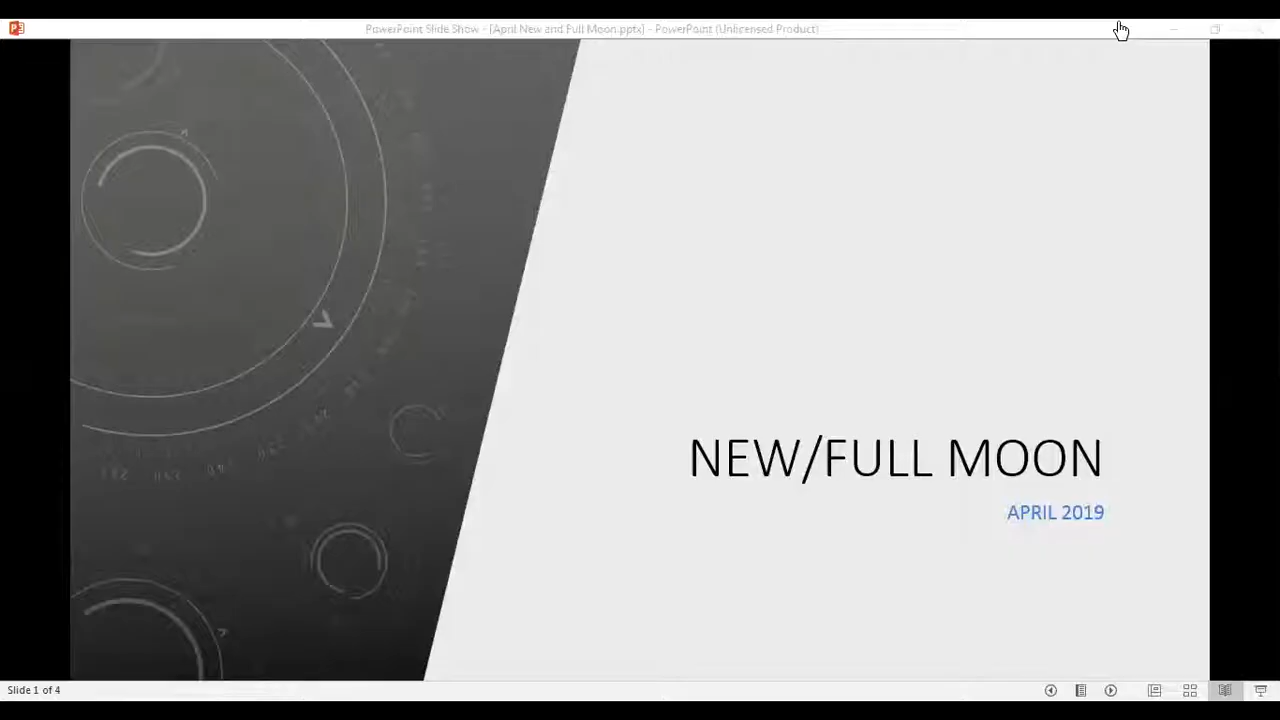 PowerPoint Slide Show - [April New and Full Moon.pptx] - PowerPoint (Unlicensed Product)
NEW/FULL MOON
APRIL 2019
Slide 1 of 4